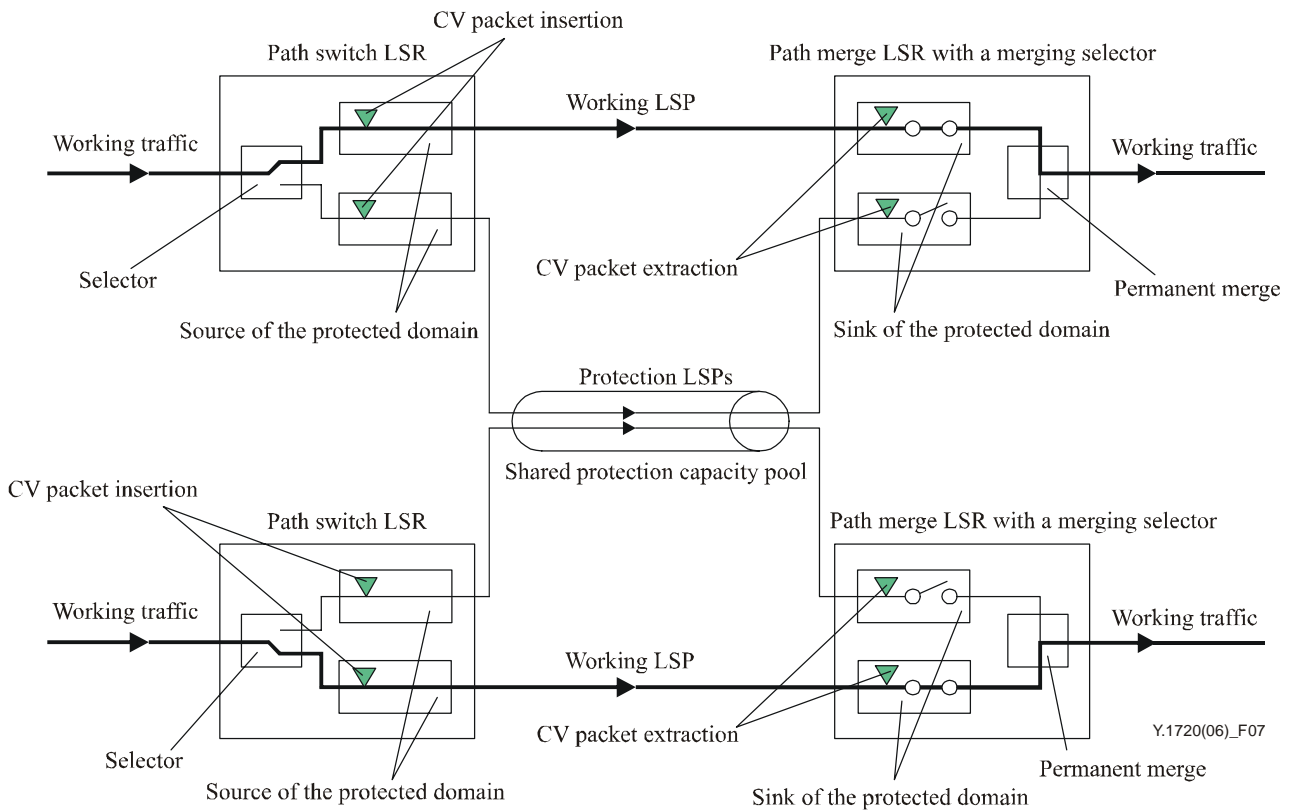 CV packet insertion
Path switch LSR
Path merge LSR with a merging selector
Working LSP
Working traffic
Working traffic
Selector
CV packet extraction
Permanent merge
Source of the protected domain
Sink of the protected domain
Protection LSPs
Shared protection capacity pool
CV packet insertion
Path switch LSR
Path merge LSR with a merging selector
Working traffic
Working traffic
Working LSP
CV packet extraction
Y.1720(06)_F07
Selector
Permanent merge
Source of the protected domain
Sink of the protected domain